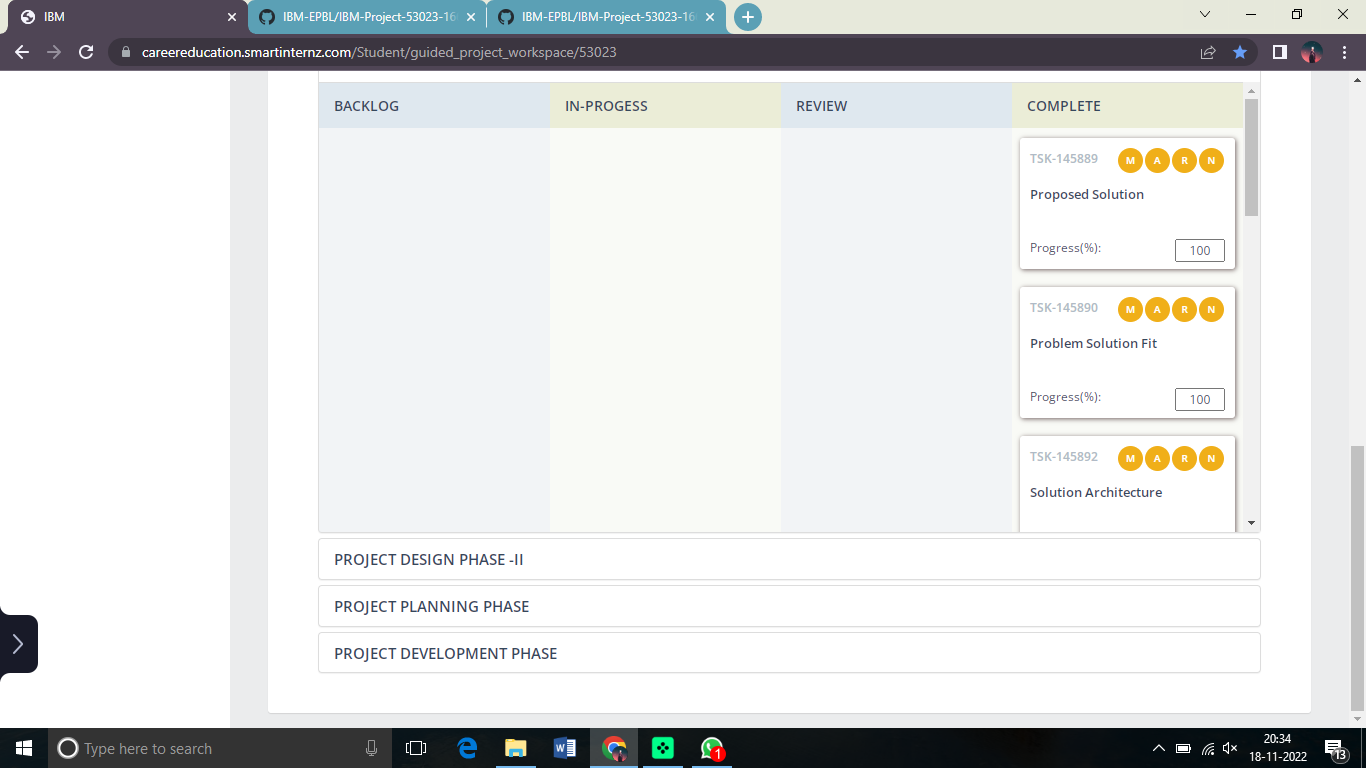 IBM
IBM-EPBL/IBM-Project-53023-16
IBM-EPBL/IBM-Project-53023-16
careereducation.smartinternz.com/Student/guided_project_workspace/53023
BACKLOG
IN-PROGESS
REVIEW
COMPLETE
TSK-145889
M A R N
Proposed Solution
Progress(%):
100
TSK-145890
M A R N
Problem Solution Fit
Progress(%):
100
TSK-145892
M A R N
Solution Architecture
PROJECT DESIGN PHASE -II
PROJECT PLANNING PHASE
PROJECT DEVELOPMENT PHASE
Type here to search
1
20:34
18-11-2022
13